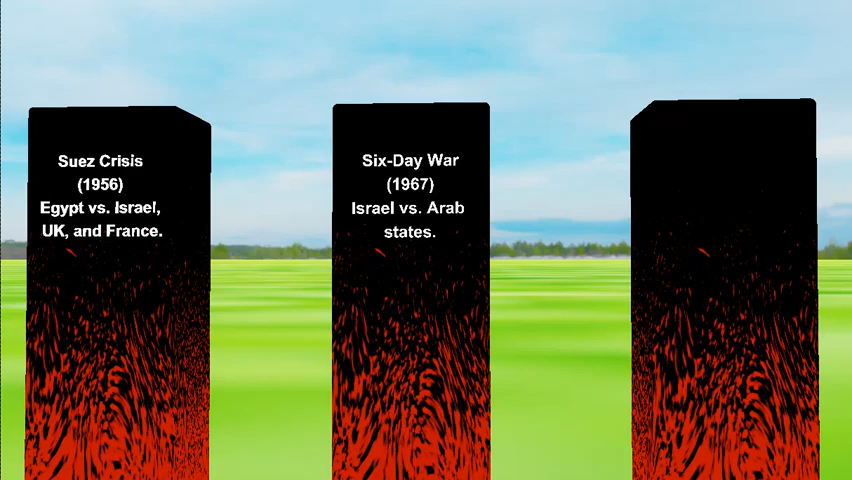 Suez Crisis
(1956)
Egypt vs. Israel,
UK, and France.
Six-Day War
(1967)
Israel vs. Arab
states.